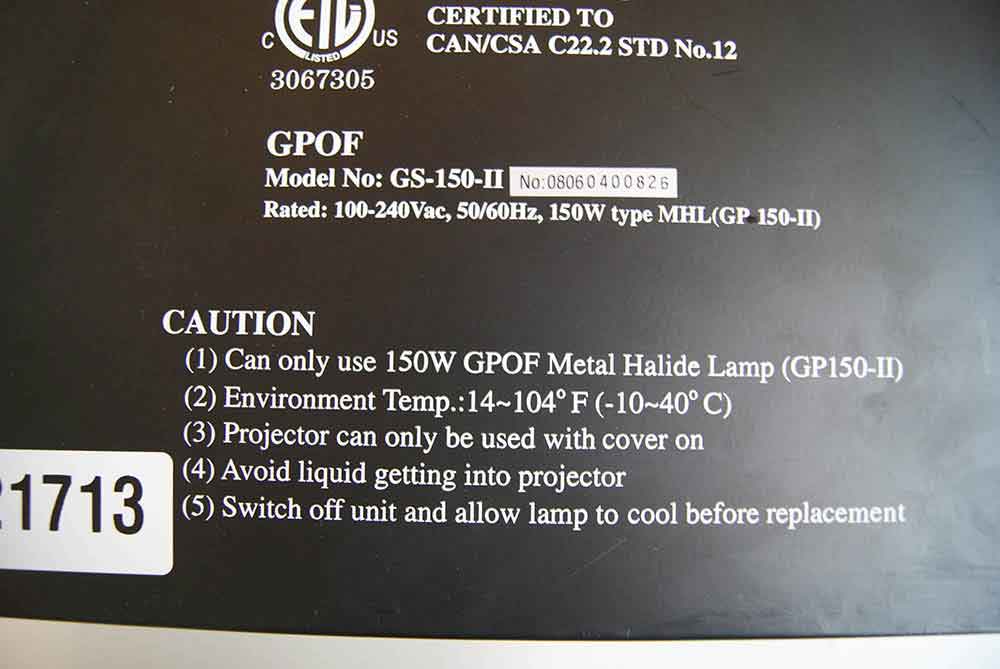 CERTIFIED TO
C ETL US
CAN/CSA C22.2 STD No.12
LISTED
3067305
GPOF
Model No: GS-150-II No:08060400826
Rated: 100-240Vac, 50/60Hz, 150W type MHL(GP 150-II)
CAUTION
(1) Can only use 150W GPOF Metal Halide Lamp (GP150-II)
(2) Environment Temp.:14~104° F (-10~40° C)
(3) Projector can only be used with cover on
(4) Avoid liquid getting into projector
(5) Switch off unit and allow lamp to cool before replacement
1713